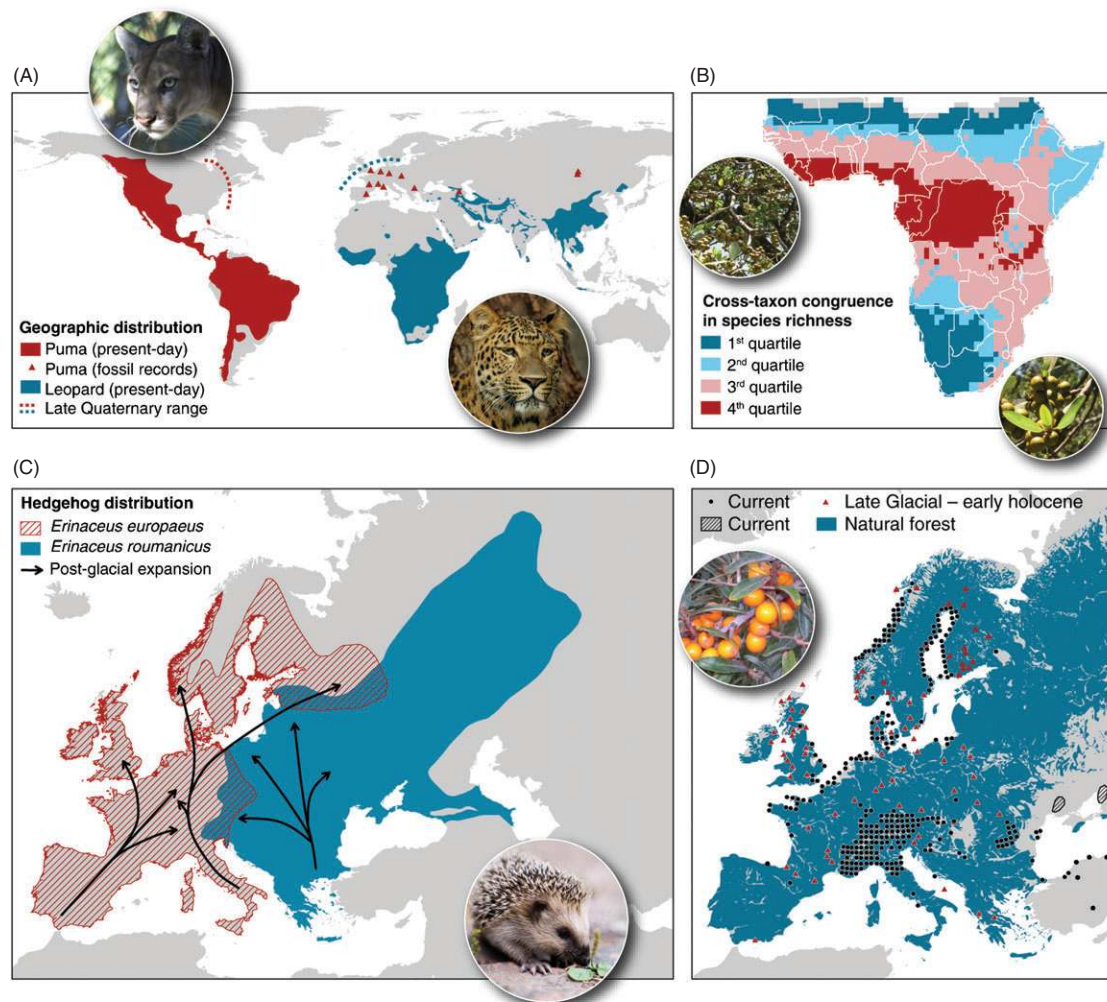 (A)
Geographic distribution
Puma (present-day)
Puma (fossil records)
Leopard (present-day)
Late Quaternary range
(B)
Cross-taxon congruence
in species richness
1st quartile
2nd quartile
3rd quartile
4th quartile
(C)
Hedgehog distribution
Erinaceus europaeus
Erinaceus roumanicus
Post-glacial expansion
(D)
Current Late Glacial – early holocene
Current Natural forest